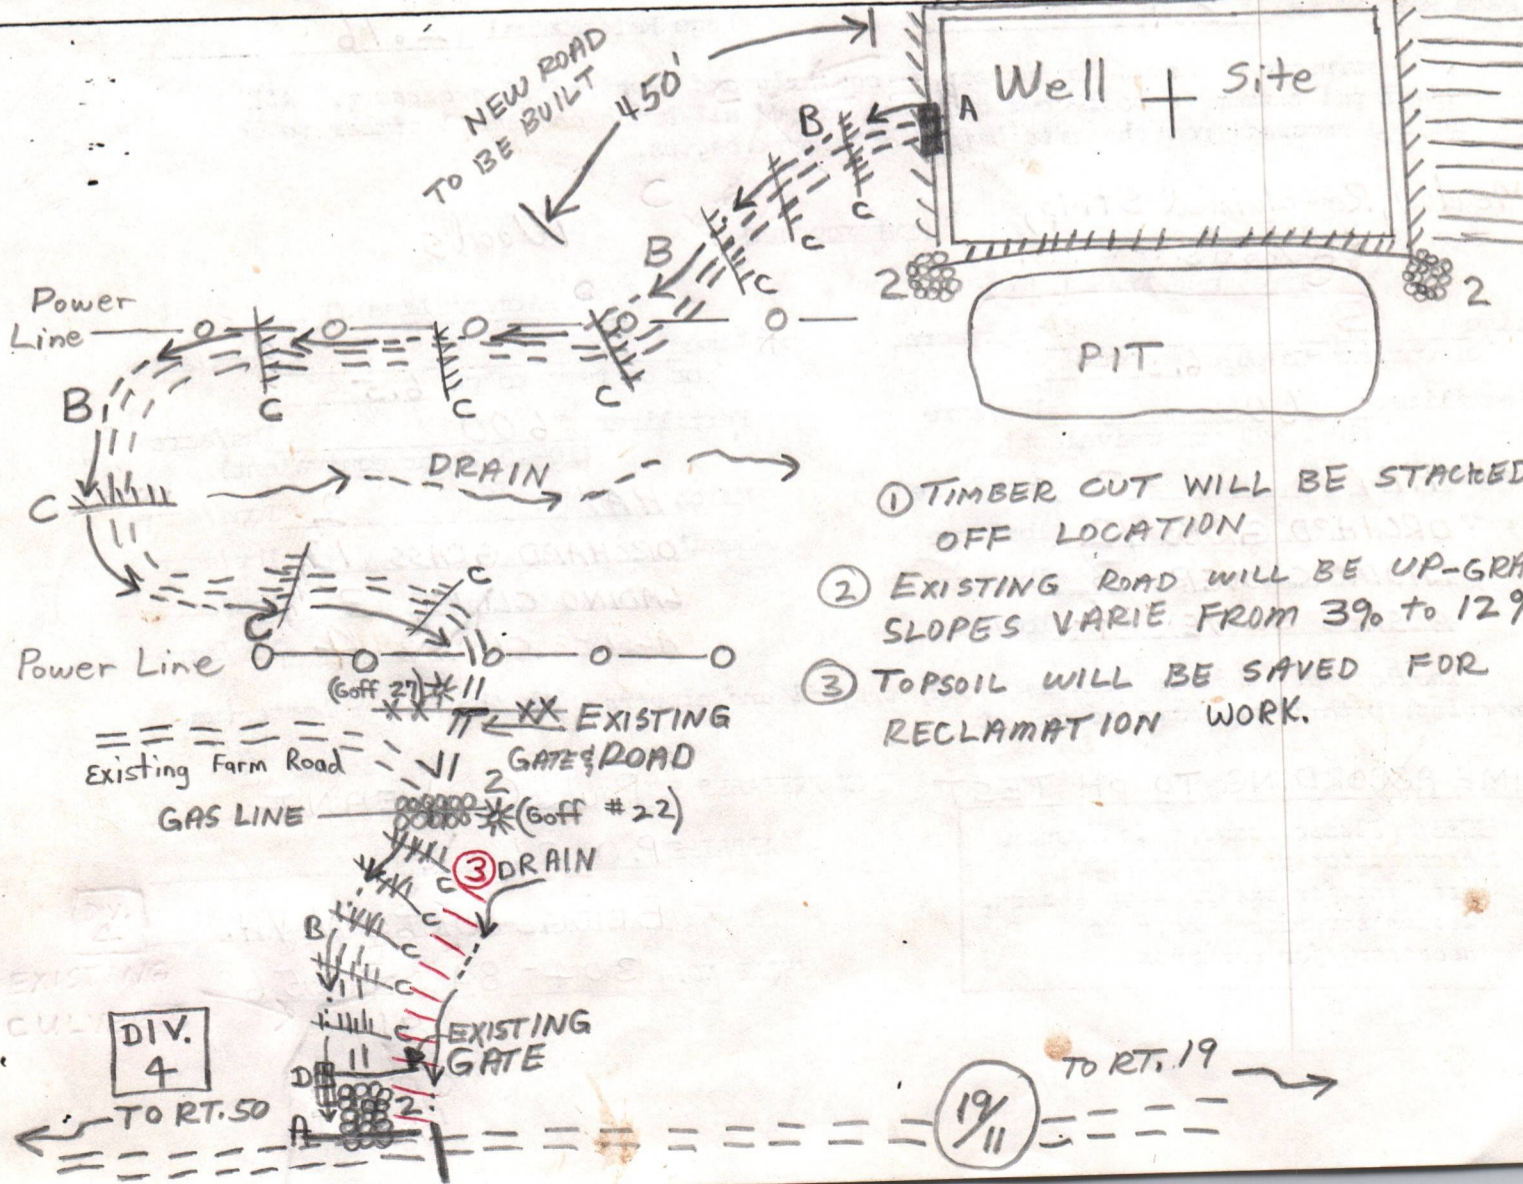 NEW ROAD
TO BE BUILT
450'
Well + Site
A
B
C
C
C
B
2
2
PIT
Power
Line
C
C
C
B
DRAIN
C
① TIMBER CUT WILL BE STACKED
OFF LOCATION
② EXISTING ROAD WILL BE UP-GRA
SLOPES VARIE FROM 3% to 12%
③ TOPSOIL WILL BE SAVED FOR
RECLAMATION WORK.
C
C
Power Line
(Goff 27)
XX XX
EXISTING
GATE & ROAD
Existing Farm Road
2
GAS LINE
(Goff #22)
③ DRAIN
C
C
B
C
C
C
EXISTING
GATE
DIV.
4
D
2
TO RT. 50
A
19/11
TO RT. 19